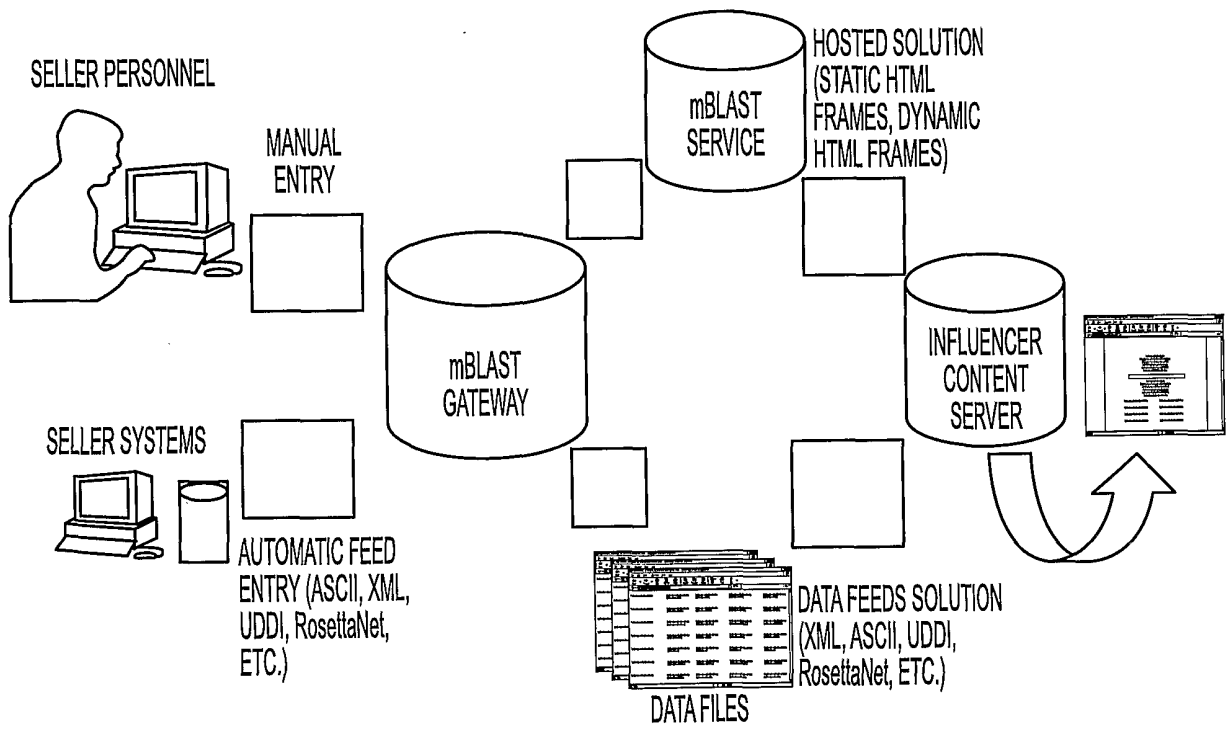 SELLER PERSONNEL
MANUAL
ENTRY
mBLAST
SERVICE
HOSTED SOLUTION
(STATIC HTML
FRAMES, DYNAMIC
HTML FRAMES)
mBLAST
GATEWAY
INFLUENCER
CONTENT
SERVER
SELLER SYSTEMS
AUTOMATIC FEED
ENTRY (ASCII, XML,
UDDI, RosettaNet,
ETC.)
DATA FEEDS SOLUTION
(XML, ASCII, UDDI,
RosettaNet, ETC.)
DATA FILES